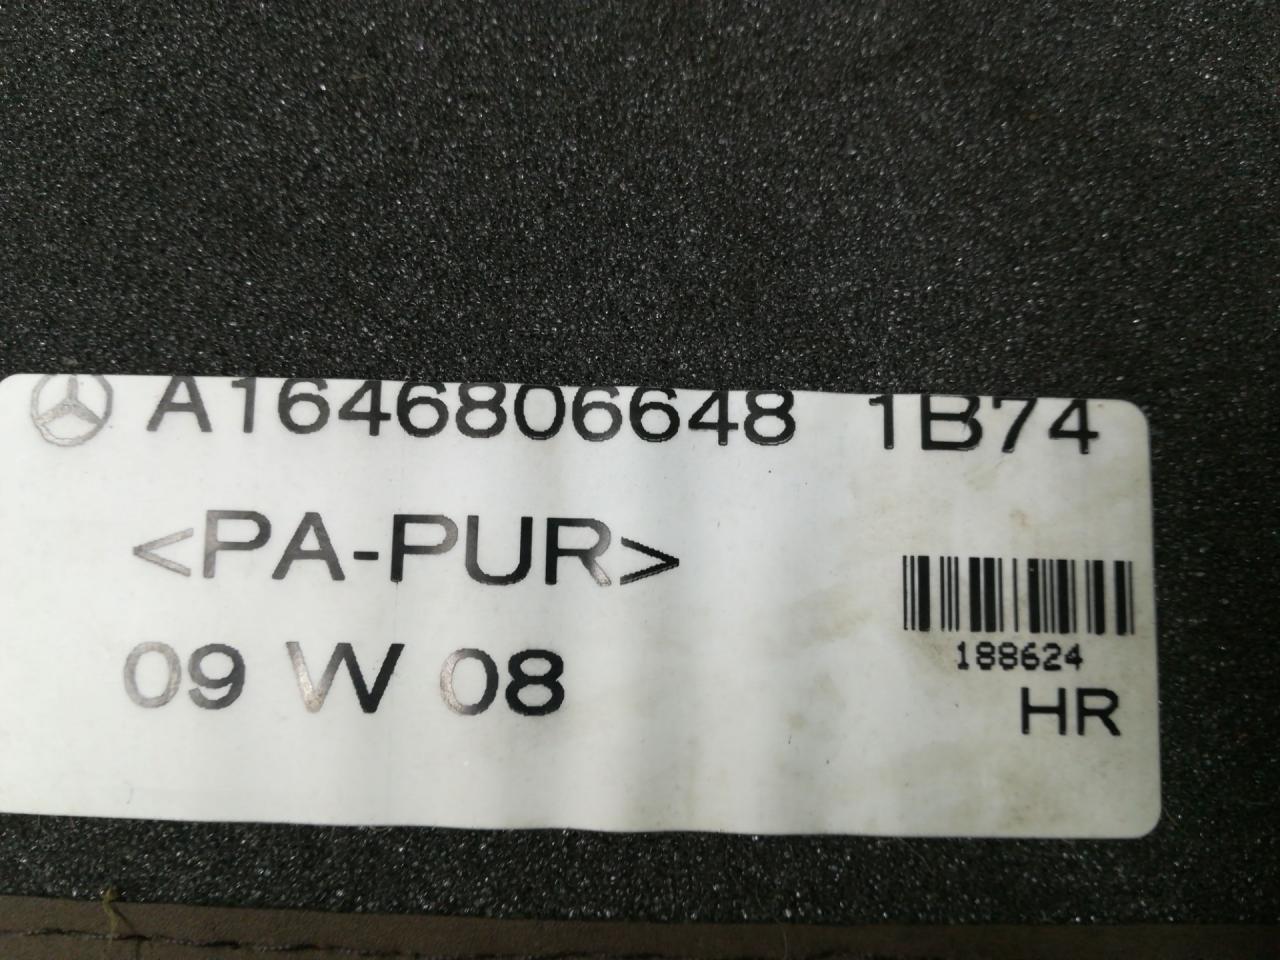 A1646806648 1B74
<PA-PUR>
09 W 08
188624
HR